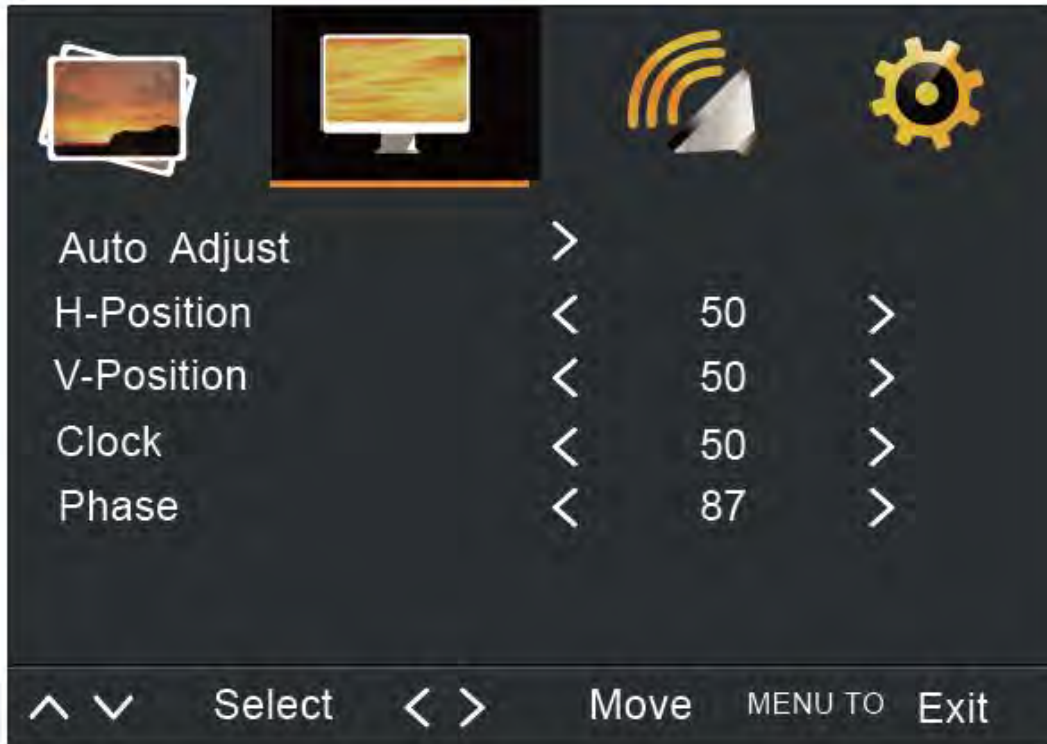 Auto Adjust >
H-Position < 50 >
V-Position < 50 >
Clock < 50 >
Phase < 87 >
Select < > Move MENU TO Exit